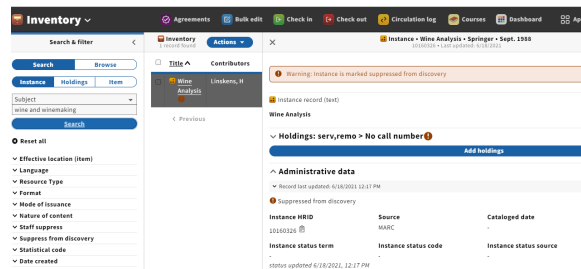 Inventory
Agreements
Bulk edit
Check in
Check out
Circulation log
Courses
Dashboard
Ap
Search & filter
Search
Browse
Instance
Holdings
Item
Subject
wine and winemaking
Search
Reset all
Effective location (item)
Language
Resource Type
Format
Mode of issuance
Nature of content
Staff suppress
Suppress from discovery
Statistical code
Date created
Inventory
1 record found
Actions
Title
Contributors
Wine
Analysis
Linskens, H
Previous
Instance • Wine Analysis • Springer • Sept. 1988
10160326 • Last updated: 6/18/2021
Warning: Instance is marked suppressed from discovery
Instance record (text)
Wine Analysis
Holdings: serv,remo > No call number
Add holdings
Administrative data
Record last updated: 6/18/2021 12:17 PM
Suppressed from discovery
Instance HRID
Source
Cataloged date
10160326
MARC
-
Instance status term
Instance status code
Instance status source
-
-
-
status updated 6/18/2021, 12:17 PM